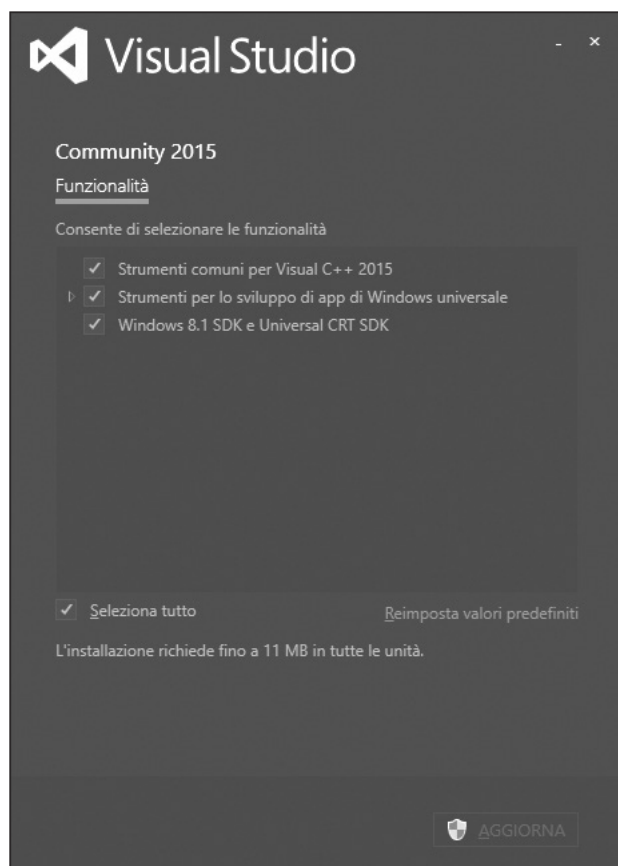 Visual Studio
Community 2015
Funzionalità
Consente di selezionare le funzionalità
Strumenti comuni per Visual C++ 2015
Strumenti per lo sviluppo di app di Windows universale
Windows 8.1 SDK e Universal CRT SDK
Seleziona tutto
Reimposta valori predefiniti
L'installazione richiede fino a 11 MB in tutte le unità.
AGGIORNA